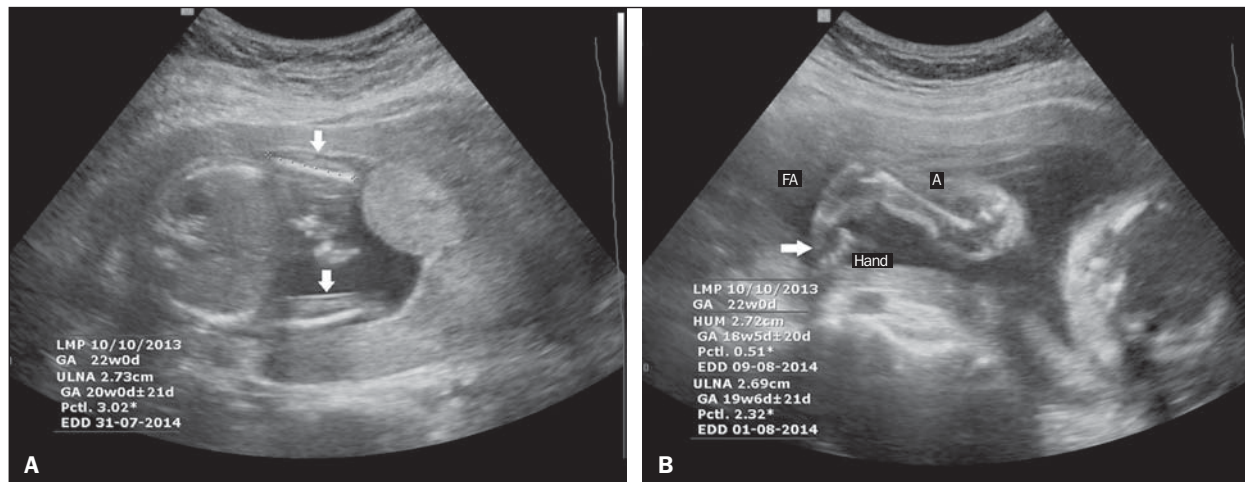 LMP 10/10/2013
GA 22w0d
ULNA 2.73cm
GA 20w0d±21d
Pctl. 3.02*
EDD 31-07-2014
A
FA
A
Hand
LMP 10/10/2013
GA 22w0d
HUM 2.72cm
GA 18w5d±20d
Pctl. 0.51*
EDD 09-08-2014
ULNA 2.69cm
GA 19w6d±21d
Pctl. 2.32*
EDD 01-08-2014
B